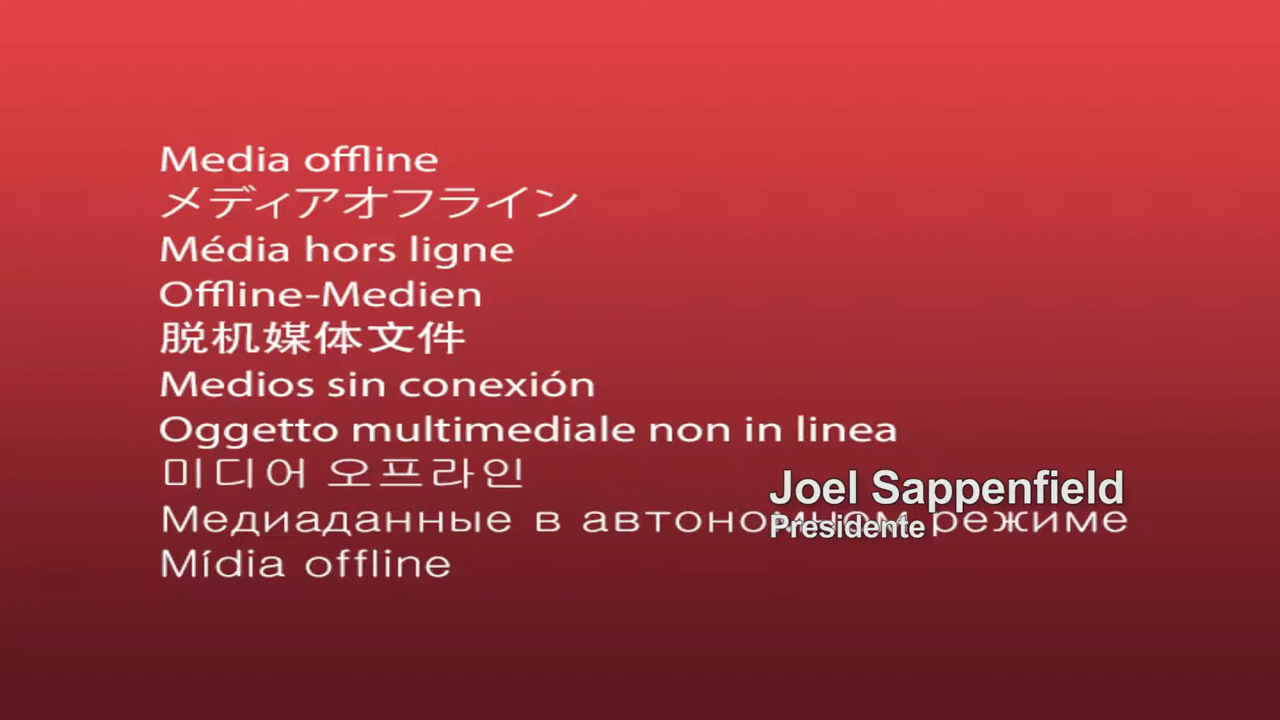 Media offline
メディアオフライン
Média hors ligne
Offline-Medien
脱机媒体文件
Medios sin conexión
Oggetto multimediale non in linea
미디어 오프라인
Joel Sappenfield
Медиаданные в автономном режиме
Presidente
Mídia offline